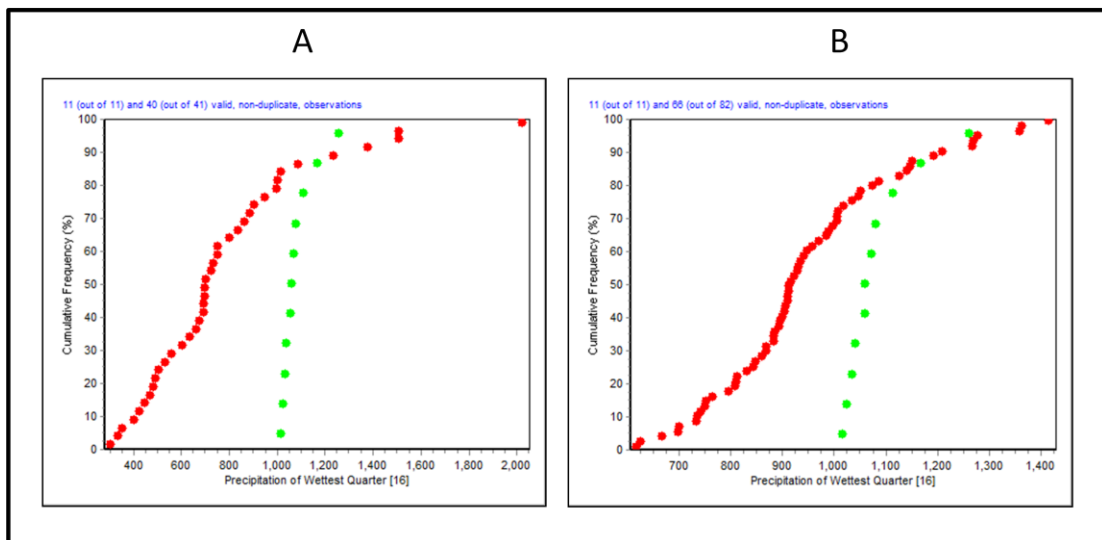 A
B
11 (out of 11) and 40 (out of 41) valid, non-duplicate, observations
100
90
80
70
60
50
40
30
20
10
0
Cumulative Frequency (%)
400 600 800 1,000 1,200 1,400 1,600 1,800 2,000
Precipitation of Wettest Quarter [16]
11 (out of 11) and 66 (out of 82) valid, non-duplicate, observations
100
90
80
70
60
50
40
30
20
10
0
Cumulative Frequency (%)
700 800 900 1,000 1,100 1,200 1,300 1,400
Precipitation of Wettest Quarter [16]